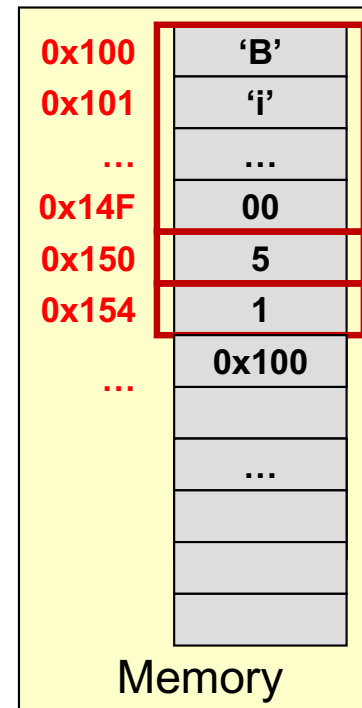 0x100 ‘B’
0x101 ‘i’
... ...
0x14F 00
0x150 5
0x154 1
0x100
...
...
Memory